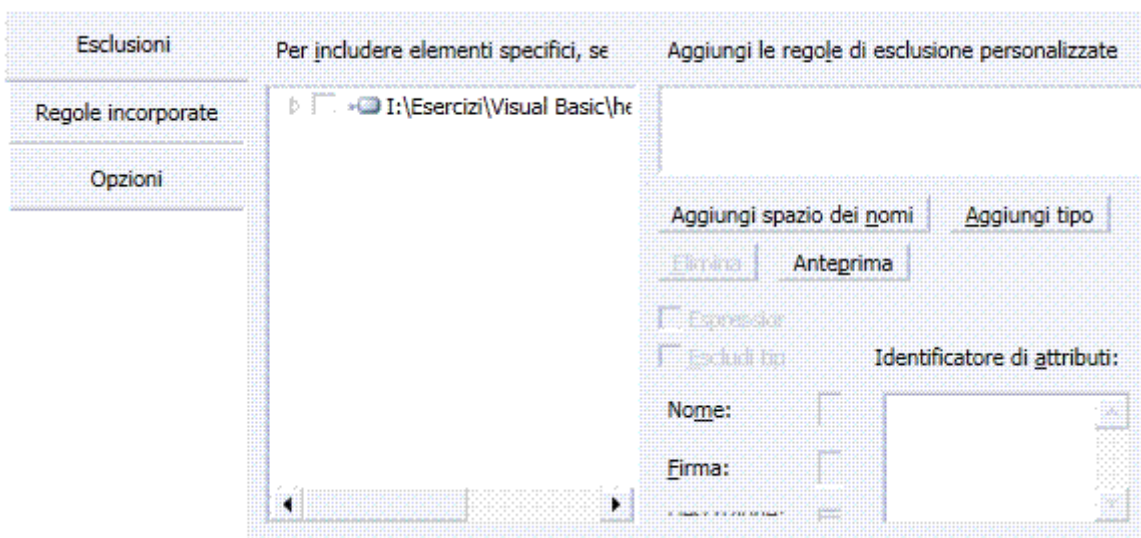 Esclusioni
Regole incorporate
Opzioni
Per includere elementi specifici, se
I:\Esercizi\Visual Basic\he
Aggiungi le regole di esclusione personalizzate
Aggiungi spazio dei nomi
Aggiungi tipo
Elimina
Anteprima
Espression
Escludi tip
Identificatore di attributi:
Nome:
Firma: